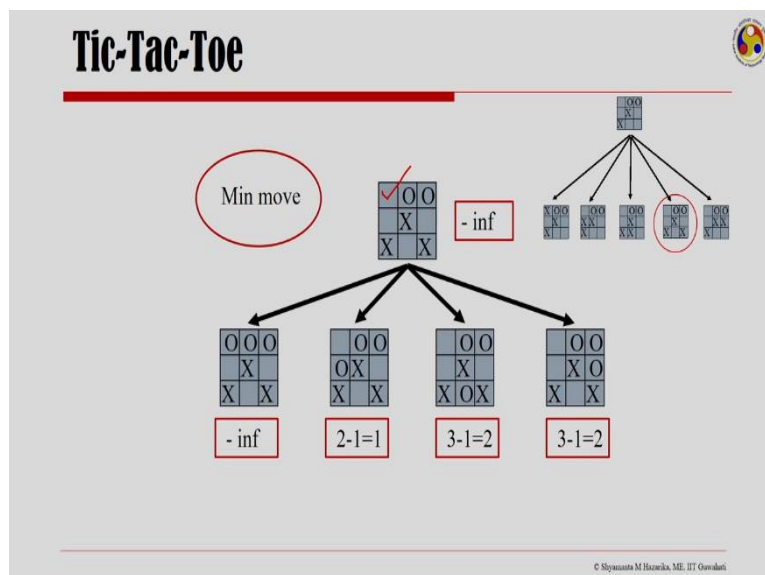 Tic-Tac-Toe
Min move
O O
X
X X
- inf
O O
X
X
X O O
X
X
O O
X X
X
O O
X
X X
O O
X
X X
O O
X X
X
O O O
X
X X
O O
O X
X X
O O
X
X O X
O O
X O
X X
- inf
2-1=1
3-1=2
3-1=2
© Shyamanta M Hazarika, ME, IIT Guwahati